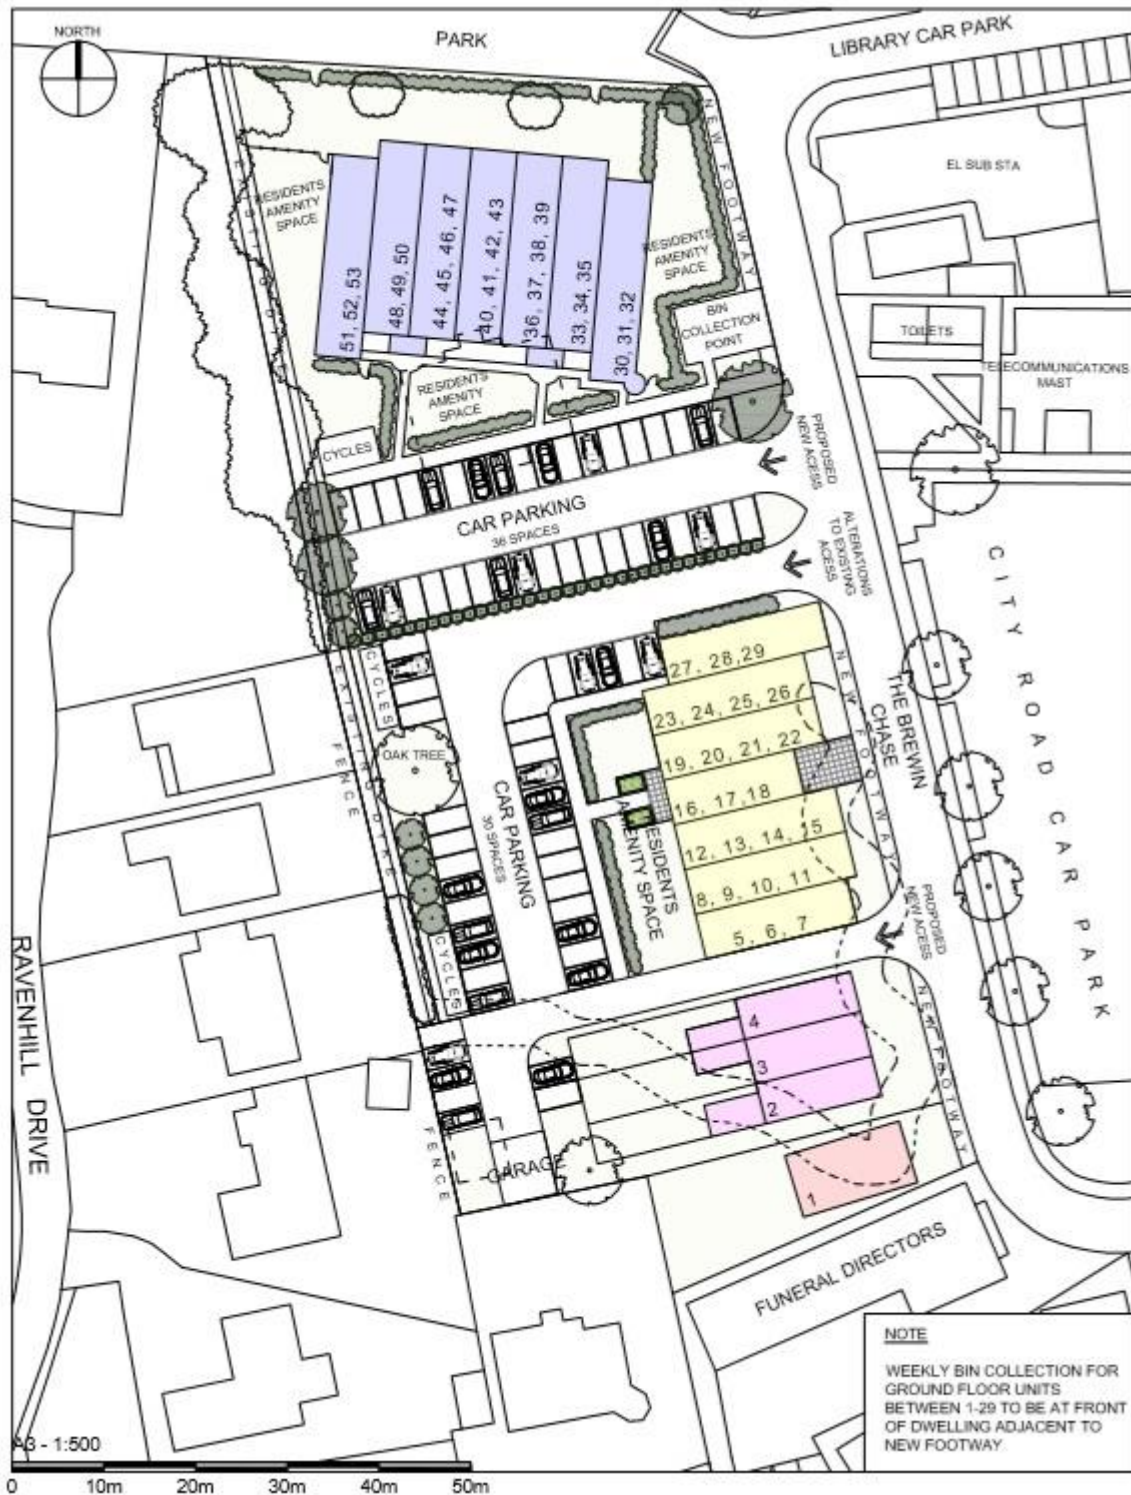 NORTH
PARK
LIBRARY CAR PARK
NEW FOOTWAY
EL SUB STA
EXISTING DYKE
RESIDENTS
AMENITY
SPACE
51, 52, 53
48, 49, 50
44, 45, 46, 47
40, 41, 42, 43
36, 37, 38, 39
33, 34, 35
30, 31, 32
RESIDENTS
AMENITY
SPACE
BIN
COLLECTION
POINT
TOILETS
TELECOMMUNICATIONS
MAST
RESIDENTS
AMENITY
SPACE
CYCLES
PROPOSED
NEW ACESS
CAR PARKING
36 SPACES
ALTERATIONS
TO EXISTING
ACESS
CITY ROAD CAR PARK
27, 28,29
23, 24, 25, 26
19, 20, 21, 22
16, 17,18
12, 13, 14, 15
8, 9, 10, 11
5, 6, 7
NEW FOOTWAY
THE BREWIN
CHASE
CYCLES
EXISTING DYKE
FENCE
OAK TREE
CAR PARKING
30 SPACES
RESIDENTS
AMENITY SPACE
CYCLES
PROPOSED
NEW ACESS
RAVENHILL DRIVE
4
3
2
1
NEW FOOTWAY
FENCE
GARAGE
FUNERAL DIRECTORS
NOTE
WEEKLY BIN COLLECTION FOR
GROUND FLOOR UNITS
BETWEEN 1-29 TO BE AT FRONT
OF DWELLING ADJACENT TO
NEW FOOTWAY
A3 - 1:500
0 10m 20m 30m 40m 50m